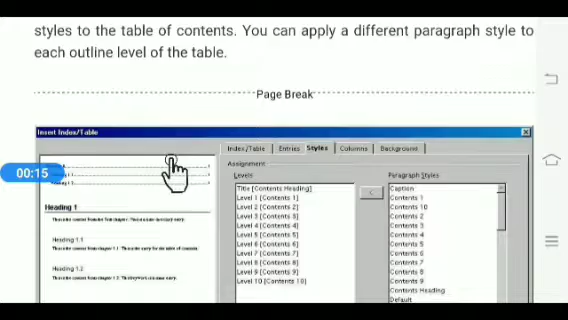 styles to the table of contents. You can apply a different paragraph style to
each outline level of the table.
Page Break
Insert Index/Table
Index/Table Entries Styles Columns Background
Assignment
Levels
Paragraph Styles
00:15
Title [Contents Heading]
Level 1 [Contents 1]
Level 2 [Contents 2]
Level 3 [Contents 3]
Level 4 [Contents 4]
Level 5 [Contents 5]
Level 6 [Contents 6]
Level 7 [Contents 7]
Level 8 [Contents 8]
Level 9 [Contents 9]
Level 10 [Contents 10]
<
Caption
Contents 1
Contents 10
Contents 2
Contents 3
Contents 4
Contents 5
Contents 6
Contents 7
Contents 8
Contents 9
Contents Heading
Default
Heading 1
Heading 1.1
Heading 1.2